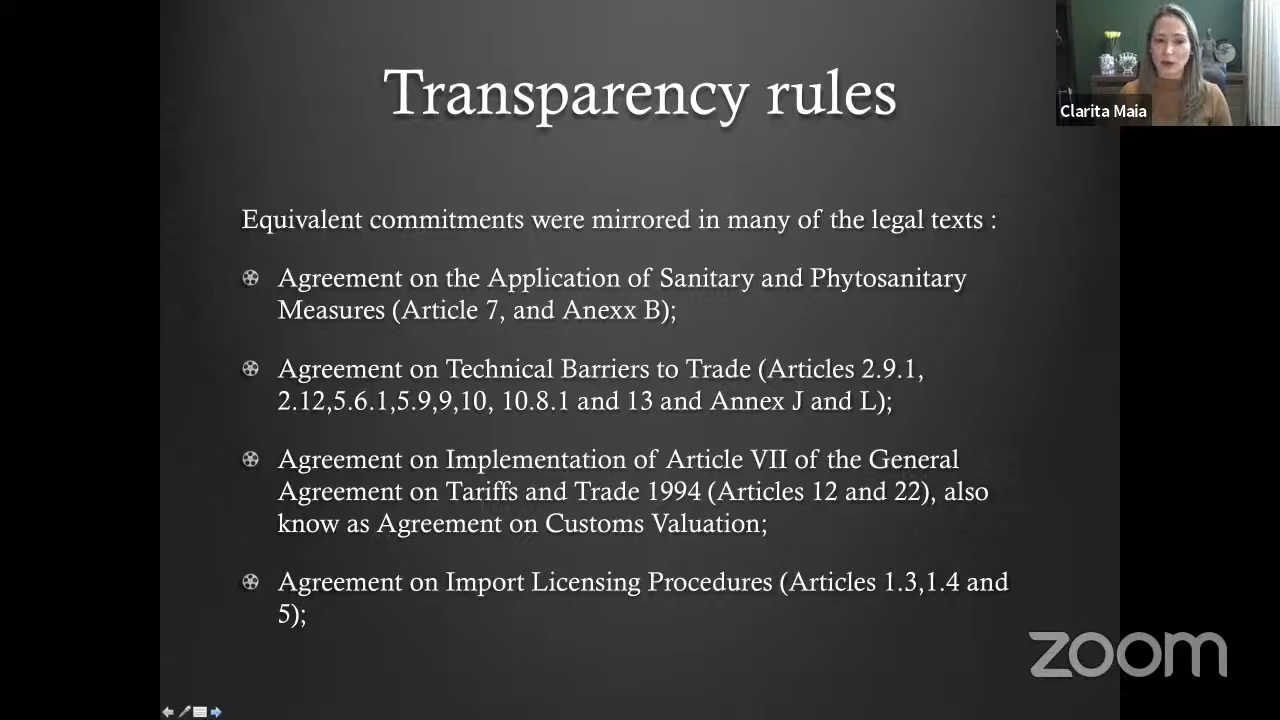 Transparency rules
Clarita Maia
Equivalent commitments were mirrored in many of the legal texts :
Agreement on the Application of Sanitary and Phytosanitary
Measures (Article 7, and Anexx B);
Agreement on Technical Barriers to Trade (Articles 2.9.1,
2.12,5.6.1,5.9,9,10, 10.8.1 and 13 and Annex J and L);
Agreement on Implementation of Article VII of the General
Agreement on Tariffs and Trade 1994 (Articles 12 and 22), also
know as Agreement on Customs Valuation;
Agreement on Import Licensing Procedures (Articles 1.3,1.4 and
5);
zoom